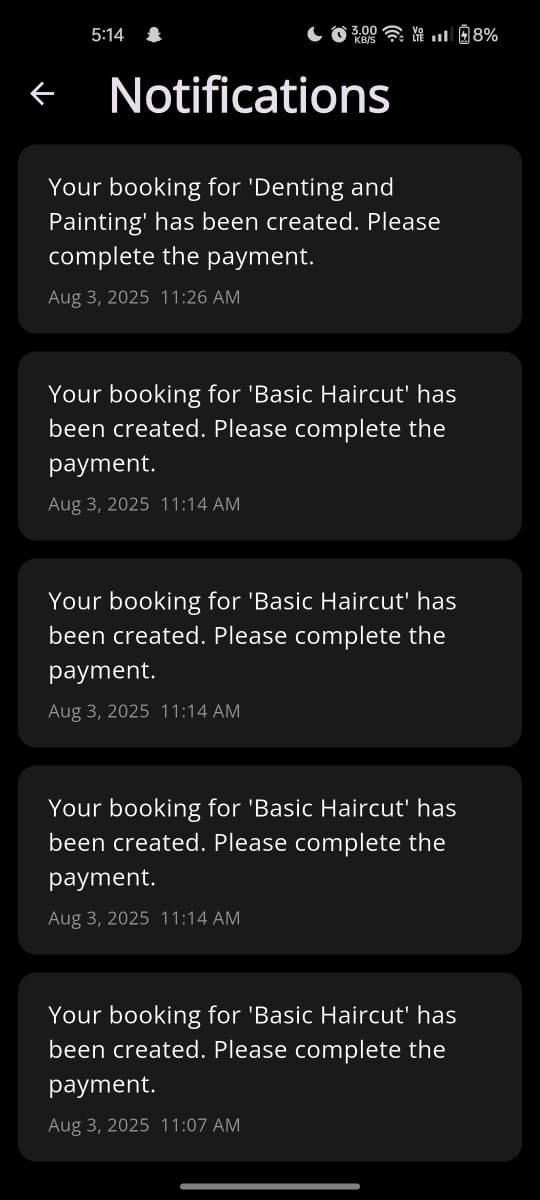 5:14 3.00 KB/S Vo LTE 8%
Notifications
Your booking for 'Denting and
Painting' has been created. Please
complete the payment.
Aug 3, 2025 11:26 AM
Your booking for 'Basic Haircut' has
been created. Please complete the
payment.
Aug 3, 2025 11:14 AM
Your booking for 'Basic Haircut' has
been created. Please complete the
payment.
Aug 3, 2025 11:14 AM
Your booking for 'Basic Haircut' has
been created. Please complete the
payment.
Aug 3, 2025 11:14 AM
Your booking for 'Basic Haircut' has
been created. Please complete the
payment.
Aug 3, 2025 11:07 AM